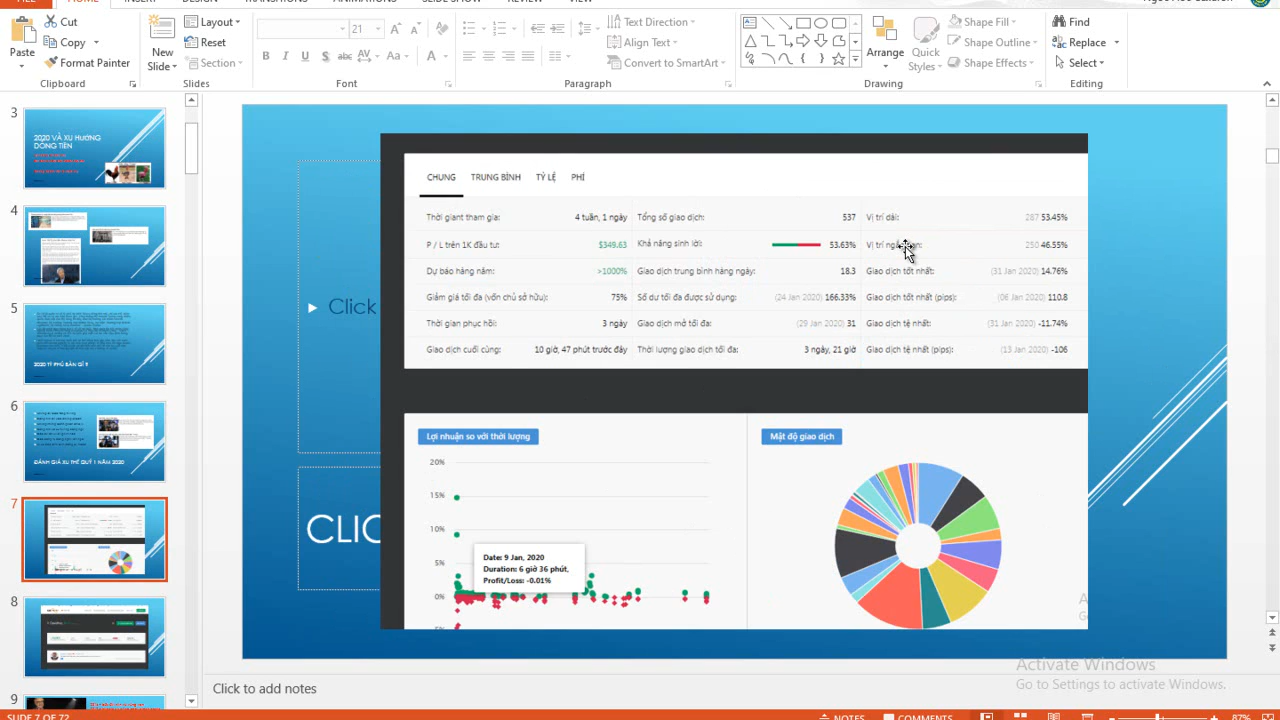 FILE HOME INSERT DESIGN TRANSITIONS ANIMATIONS SLIDE SHOW REVIEW VIEW
Cut
Copy
Format Painter
Paste
Clipboard
New
Slide
Layout
Reset
Section
Slides
21
Font
Text Direction
Align Text
Convert to SmartArt
Paragraph
Arrange
Quick
Styles
Shape Fill
Shape Outline
Shape Effects
Drawing
Find
Replace
Select
Editing
3
2020 VÀ XU HƯỚNG
DÒNG TIỀN
4
5
6
ĐÁNH GIÁ XU THẾ QUÝ 1 NĂM 2020
7
8
9
CHUNG TRUNG BÌNH TỶ LỆ PHÍ
Thời giant tham gia: 4 tuần, 1 ngày Tổng số giao dịch: 537 Vị trí dài: 287 53.45%
P / L trên 1K đầu tư: $349.63 Khả năng sinh lời: 53.63% Vị trí 250 46.55%
Dự báo hàng năm: >1000% Giao dịch trung bình hàng ngày: 18.3 Giao dịch tốt nhất: (31 Jan 2020) 14.76%
Giảm giá tối đa (vốn chủ sở hữu): 75% Số dư tối đa được sử dụng: (24 Jan 2020) 166.33% Giao dịch tốt nhất (pips): (06 Jan 2020) 110.8
Thời gian phục hồi: 3 ngày Giao dịch mở tối đa: (29 Jan 2020) 31 Giao dịch tệ nhất: (31 Jan 2020) -11.74%
Giao dịch cuối cùng: 10 giờ, 47 phút trước đây Thời lượng giao dịch tối đa: 3 ngày, 21 giờ Giao dịch tệ nhất (pips): (13 Jan 2020) -106
Lợi nhuận so với thời lượng
Mật độ giao dịch
20%
15%
10%
5%
0%
-5%
Date: 9 Jan, 2020
Duration: 6 giờ 36 phút,
Profit/Loss: -0.01%
Click
CLIC
Activate Windows
Go to Settings to activate Windows.
Click to add notes
SLIDE 7 OF 72
NOTES
COMMENTS
87%